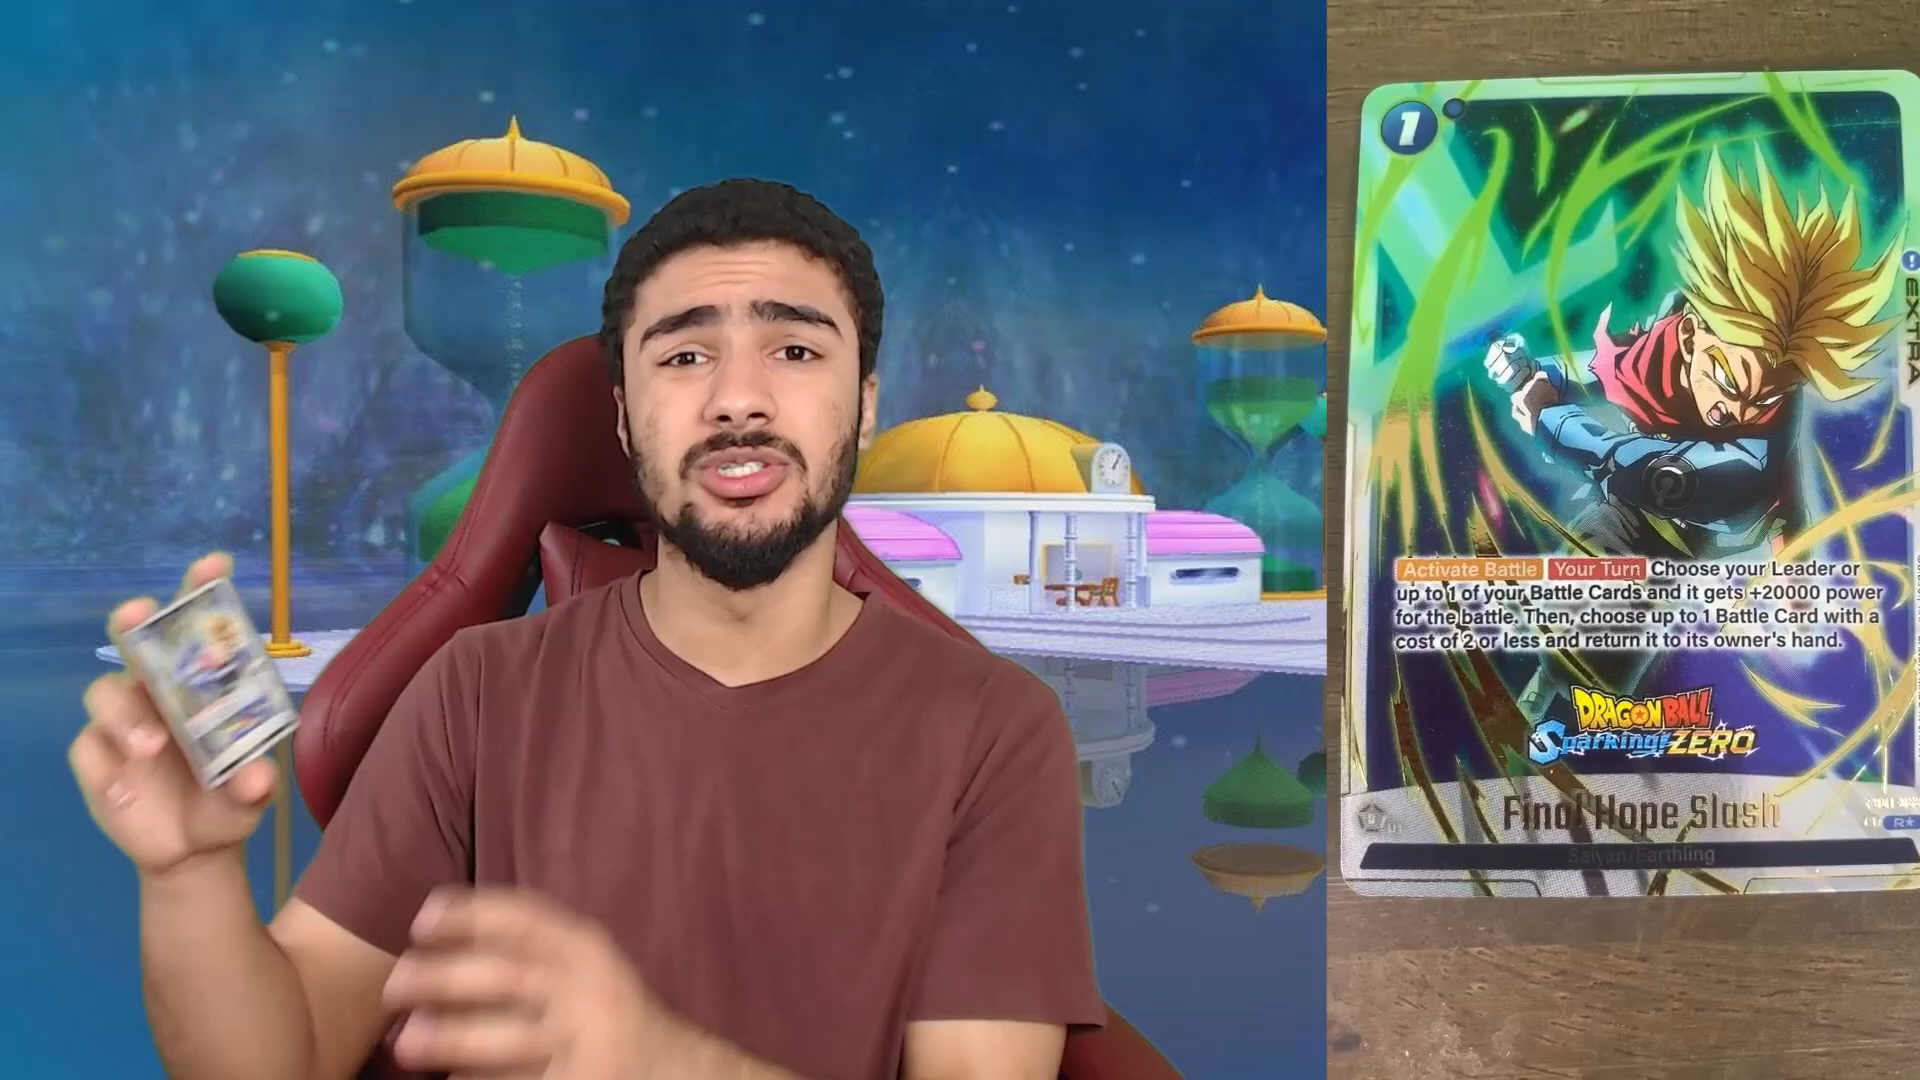 1
EXTRA
Activate Battle Your Turn Choose your Leader or
up to 1 of your Battle Cards and it gets +20000 power
for the battle. Then, choose up to 1 Battle Card with a
cost of 2 or less and return it to its owner's hand.
DRAGON BALL
Sparking! ZERO
Final Hope Slash
R★
Saiyan/Earthling